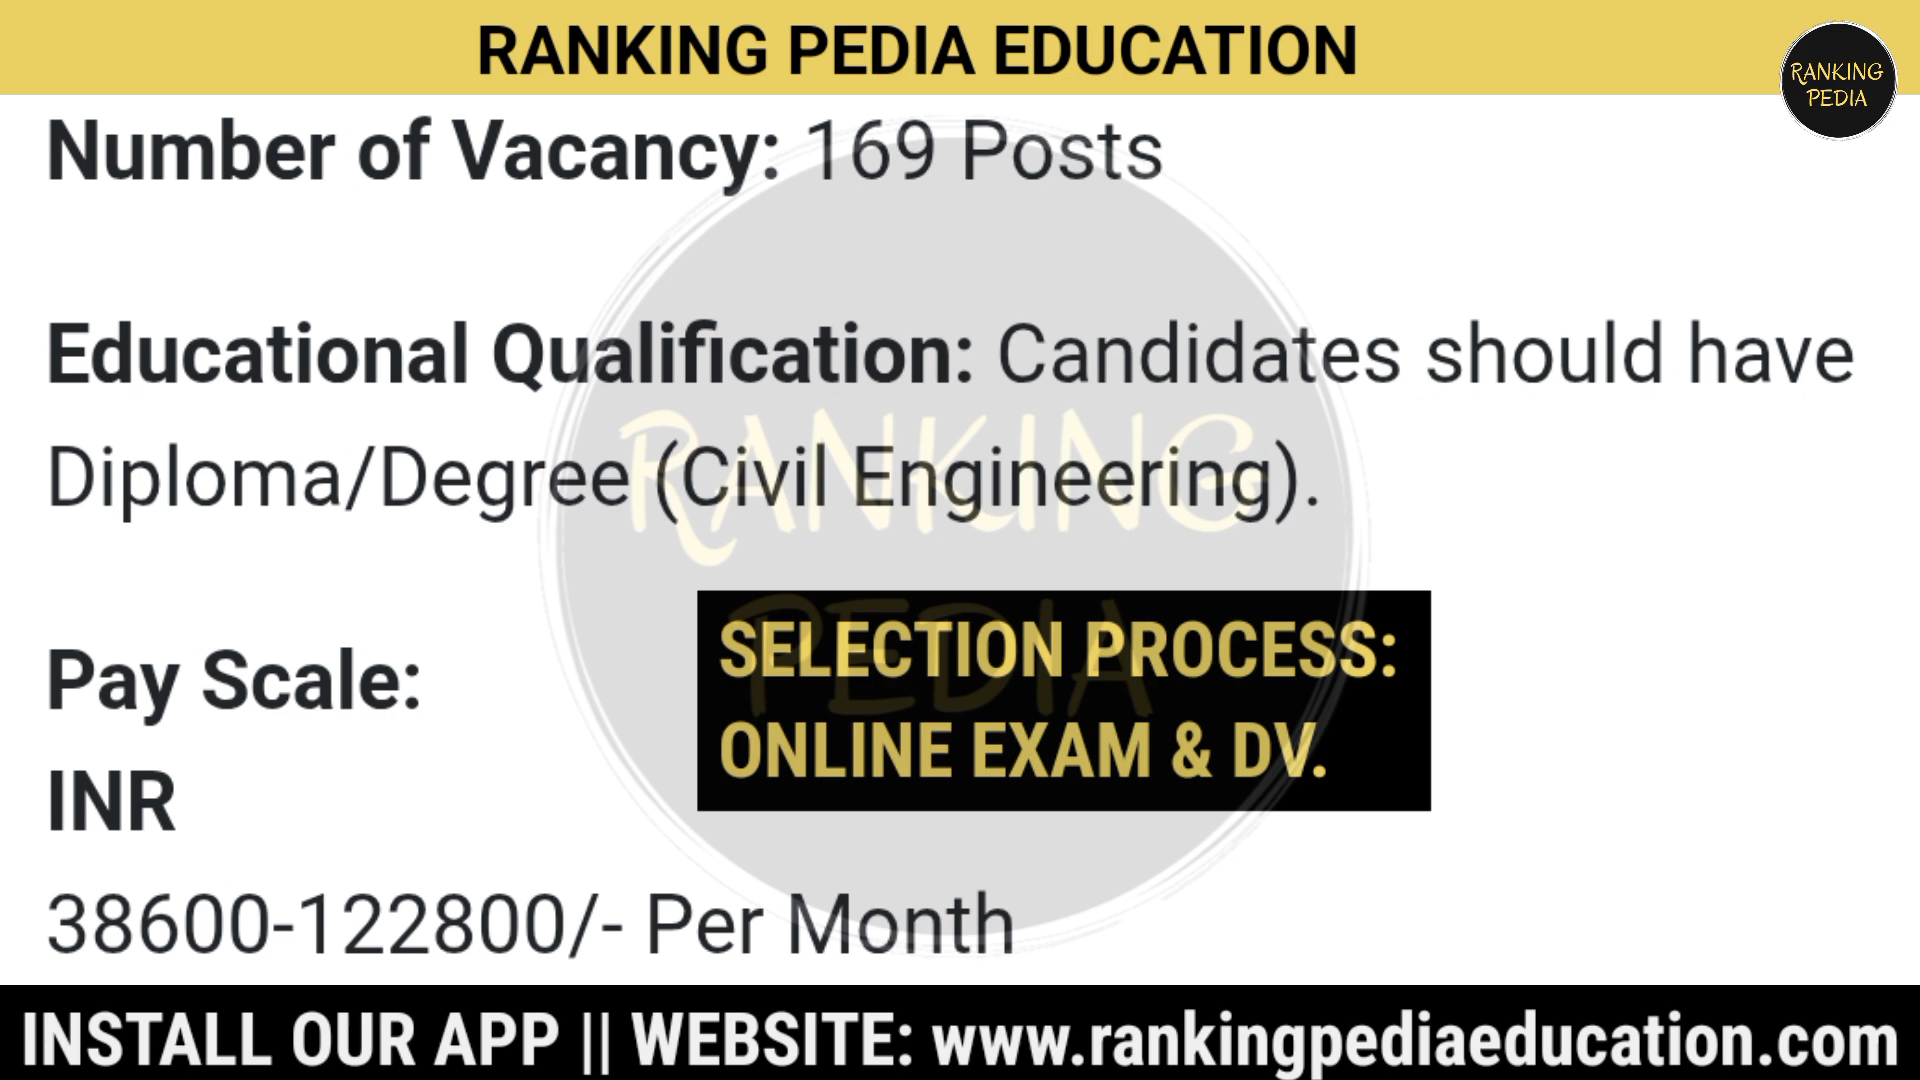 RANKING PEDIA EDUCATION
RANKING
PEDIA
Number of Vacancy: 169 Posts
Educational Qualification: Candidates should have
Diploma/Degree (Civil Engineering).
RANKING
PEDIA
SELECTION PROCESS:
ONLINE EXAM & DV.
Pay Scale:
INR
38600-122800/- Per Month
INSTALL OUR APP || WEBSITE: www.rankingpediaeducation.com